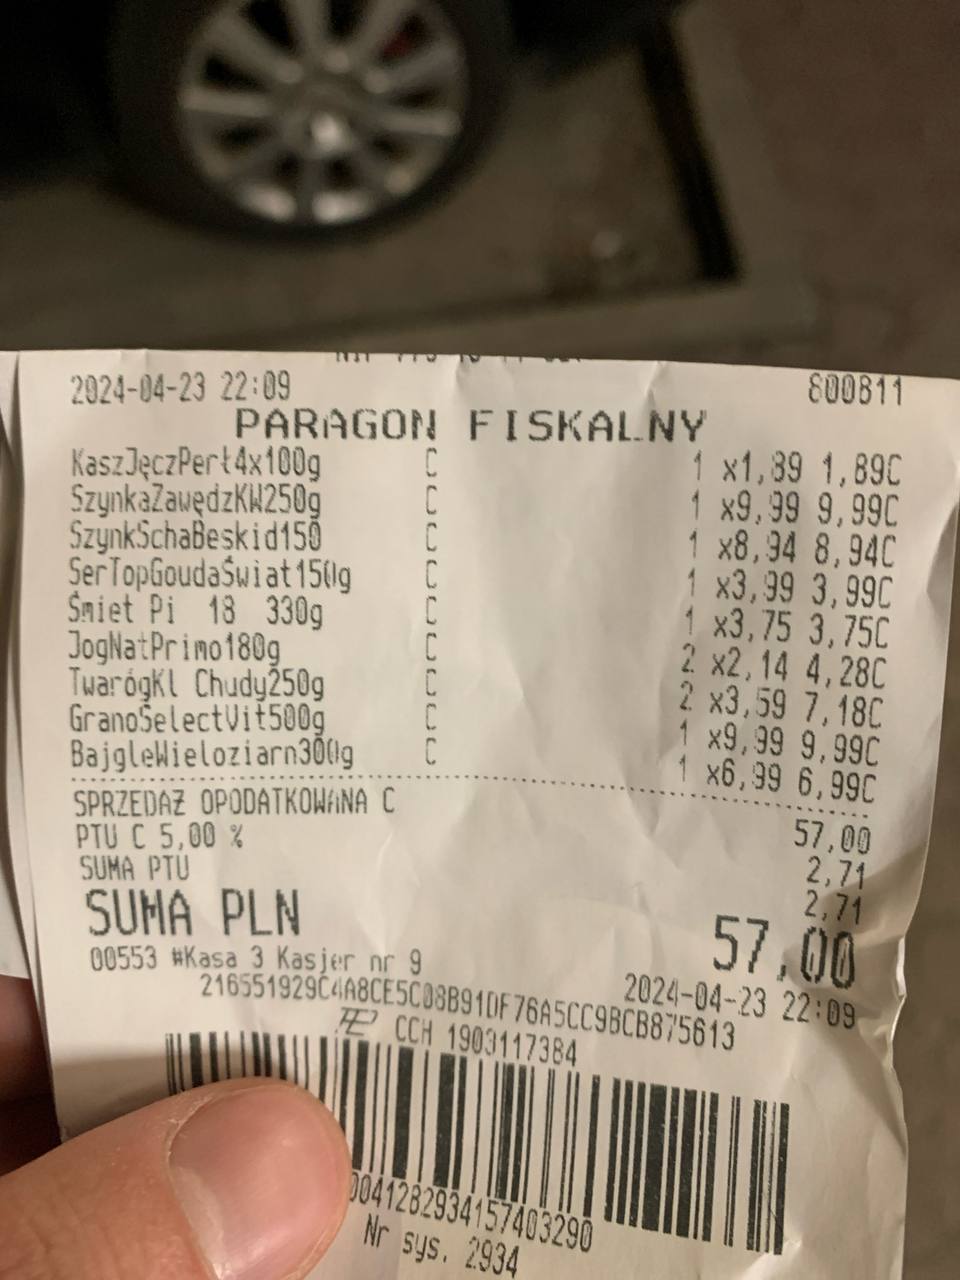 2024-04-23 22:09 800811
PARAGON FISKALNY
KaszJęczPerł4x100g C 1 x1,89 1,89C
SzynkaZawędzKW250g C 1 x9,99 9,99C
SzynkSchaBeskid150 C 1 x8,94 8,94C
SerTopGoudaŚwiat150g C 1 x3,99 3,99C
Śmiet Pi 18 330g C 1 x3,75 3,75C
JogNatPrimo180g C 2 x2,14 4,28C
TwarógKl Chudy250g C 2 x3,59 7,18C
GranoSelectVit500g C 1 x9,99 9,99C
BajgleWieloziarn300g C 1 x6,99 6,99C
SPRZEDAŻ OPODATKOWANA C 57,00
PTU C 5,00 % 2,71
SUMA PTU 2,71
SUMA PLN 57,00
00553 #Kasa 3 Kasjer nr 9 2024-04-23 22:09
216551929C4A8CE5C08B91DF76A5CC9BCB875613
CCH 1903117384
0041282934157403290
Nr sys. 2934